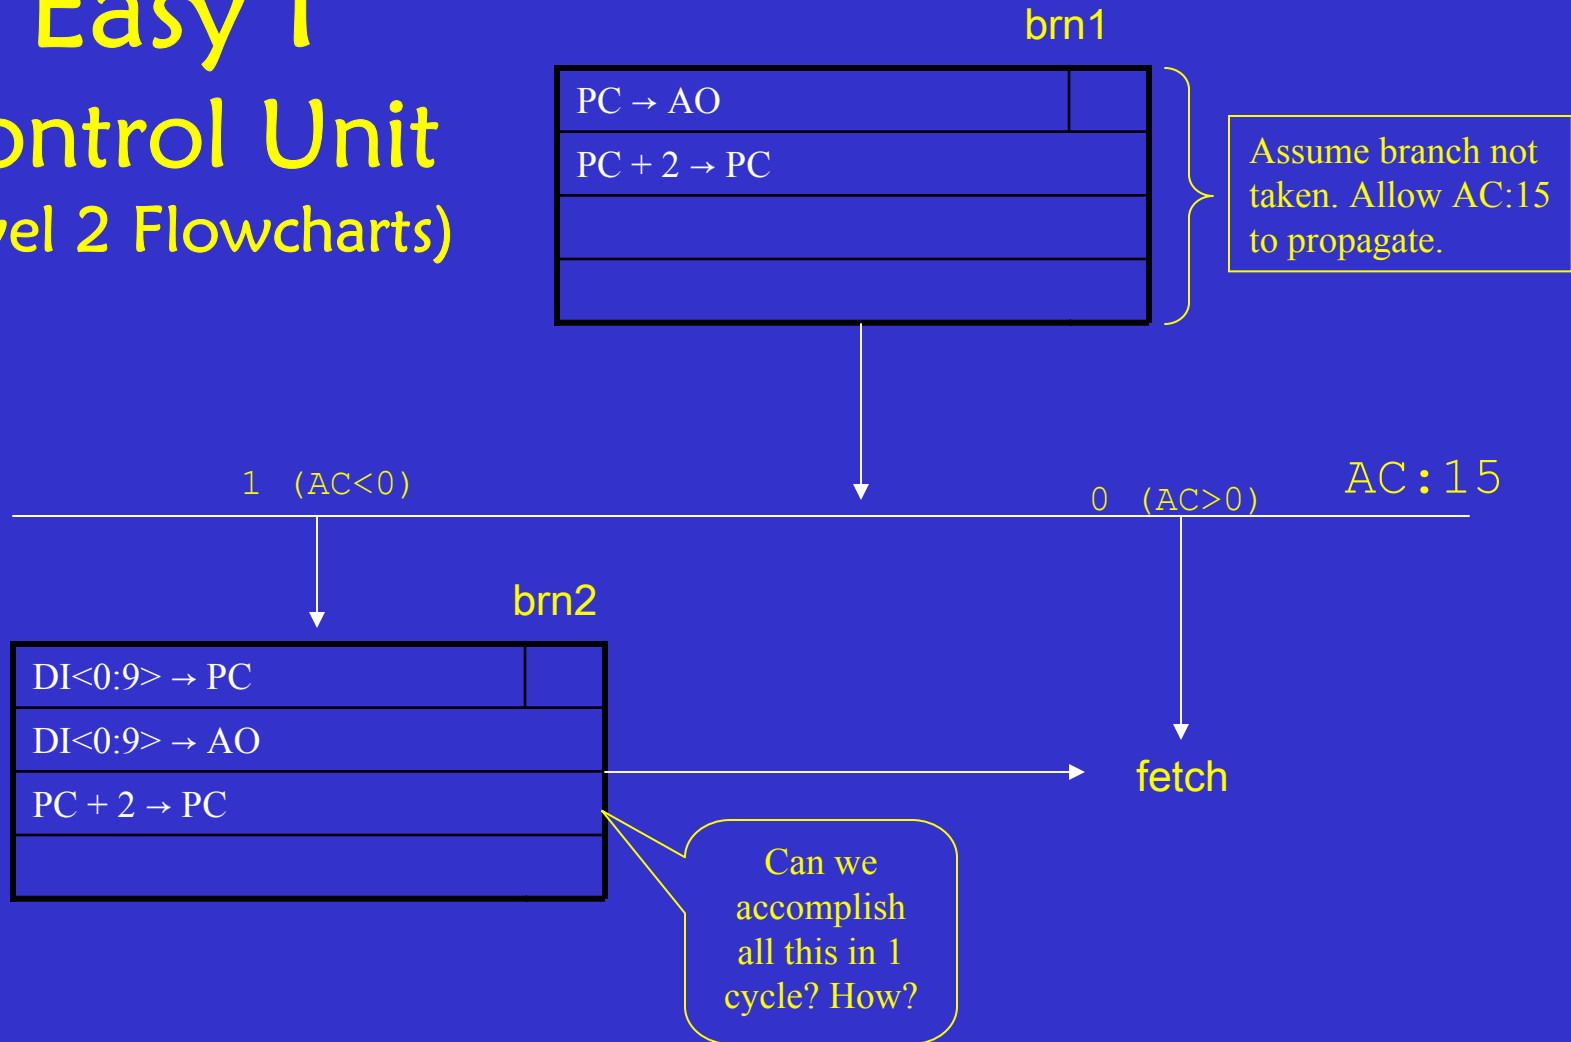 Easy I
ontrol Unit
vel 2 Flowcharts)
brn1
PC → AO
PC + 2 → PC
Assume branch not
taken. Allow AC:15
to propagate.
1 (AC<0)
0 (AC>0)
AC:15
brn2
DI<0:9> → PC
DI<0:9> → AO
PC + 2 → PC
fetch
Can we
accomplish
all this in 1
cycle? How?